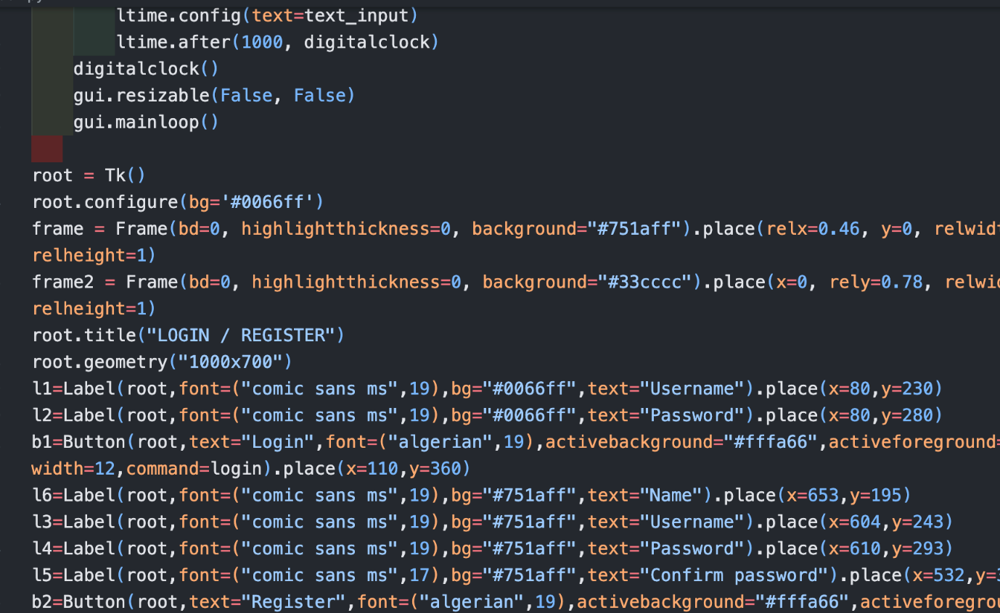 ltime.config(text=text_input)
ltime.after(1000, digitalclock)
digitalclock()
gui.resizable(False, False)
gui.mainloop()
root = Tk()
root.configure(bg='#0066ff')
frame = Frame(bd=0, highlightthickness=0, background="#751aff").place(relx=0.46, y=0,
relheight=1)
frame2 = Frame(bd=0, highlightthickness=0, background="#33cccc").place(x=0, rely=0.78,
relheight=1)
root.title("LOGIN / REGISTER")
root.geometry("1000x700")
l1=Label(root,font=("comic sans ms",19),bg="#0066ff",text="Username").place(x=80,y=230)
l2=Label(root,font=("comic sans ms",19),bg="#0066ff",text="Password").place(x=80,y=280)
b1=Button(root,text="Login",font=("algerian",19),activebackground="#fffa66",activeforeground=
width=12,command=login).place(x=110,y=360)
l6=Label(root,font=("comic sans ms",19),bg="#751aff",text="Name").place(x=653,y=195)
l3=Label(root,font=("comic sans ms",19),bg="#751aff",text="Username").place(x=604,y=243)
l4=Label(root,font=("comic sans ms",19),bg="#751aff",text="Password").place(x=610,y=293)
l5=Label(root,font=("comic sans ms",17),bg="#751aff",text="Confirm password").place(x=532,y=
b2=Button(root,text="Register",font=("algerian",19),activebackground="#fffa66",